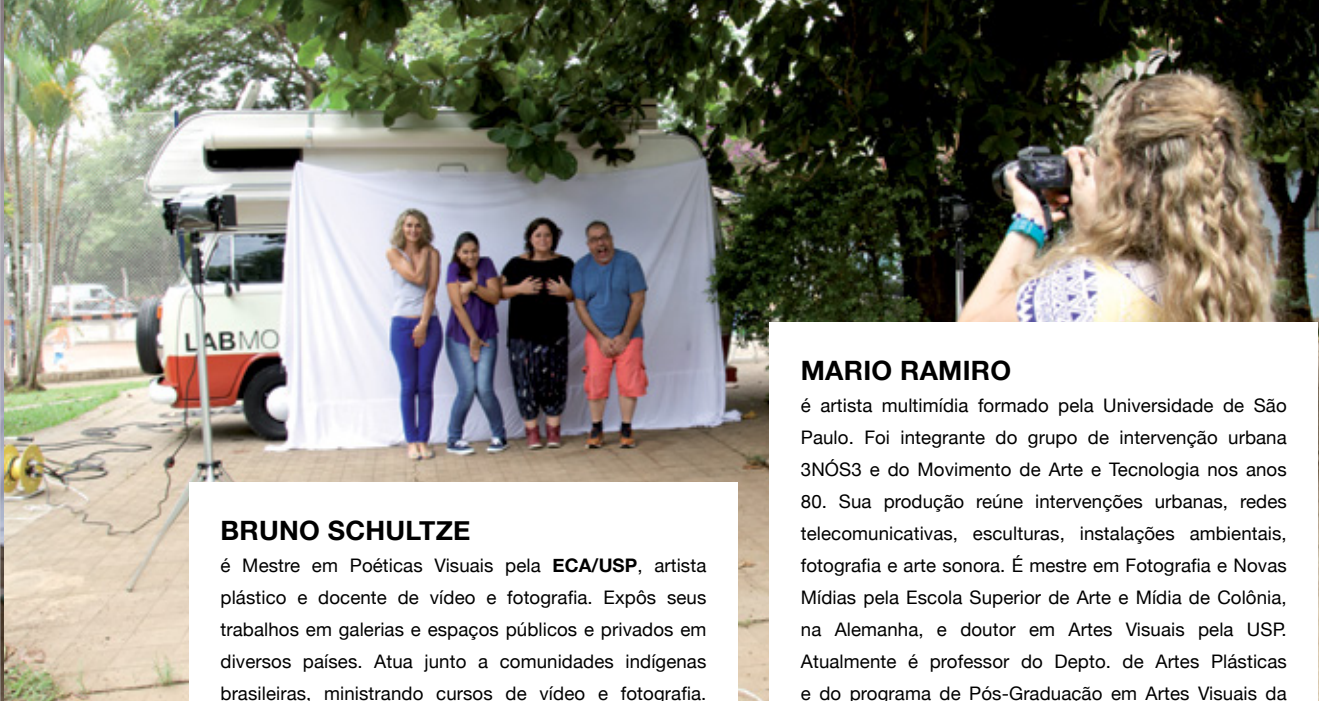 LABMO
BRUNO SCHULTZE
é Mestre em Poéticas Visuais pela ECA/USP, artista
plástico e docente de vídeo e fotografia. Expôs seus
trabalhos em galerias e espaços públicos e privados em
diversos países. Atua junto a comunidades indígenas
brasileiras, ministrando cursos de vídeo e fotografia.
MARIO RAMIRO
é artista multimídia formado pela Universidade de São
Paulo. Foi integrante do grupo de intervenção urbana
3NÓS3 e do Movimento de Arte e Tecnologia nos anos
80. Sua produção reúne intervenções urbanas, redes
telecomunicativas, esculturas, instalações ambientais,
fotografia e arte sonora. É mestre em Fotografia e Novas
Mídias pela Escola Superior de Arte e Mídia de Colônia,
na Alemanha, e doutor em Artes Visuais pela USP.
Atualmente é professor do Depto. de Artes Plásticas
e do programa de Pós-Graduação em Artes Visuais da